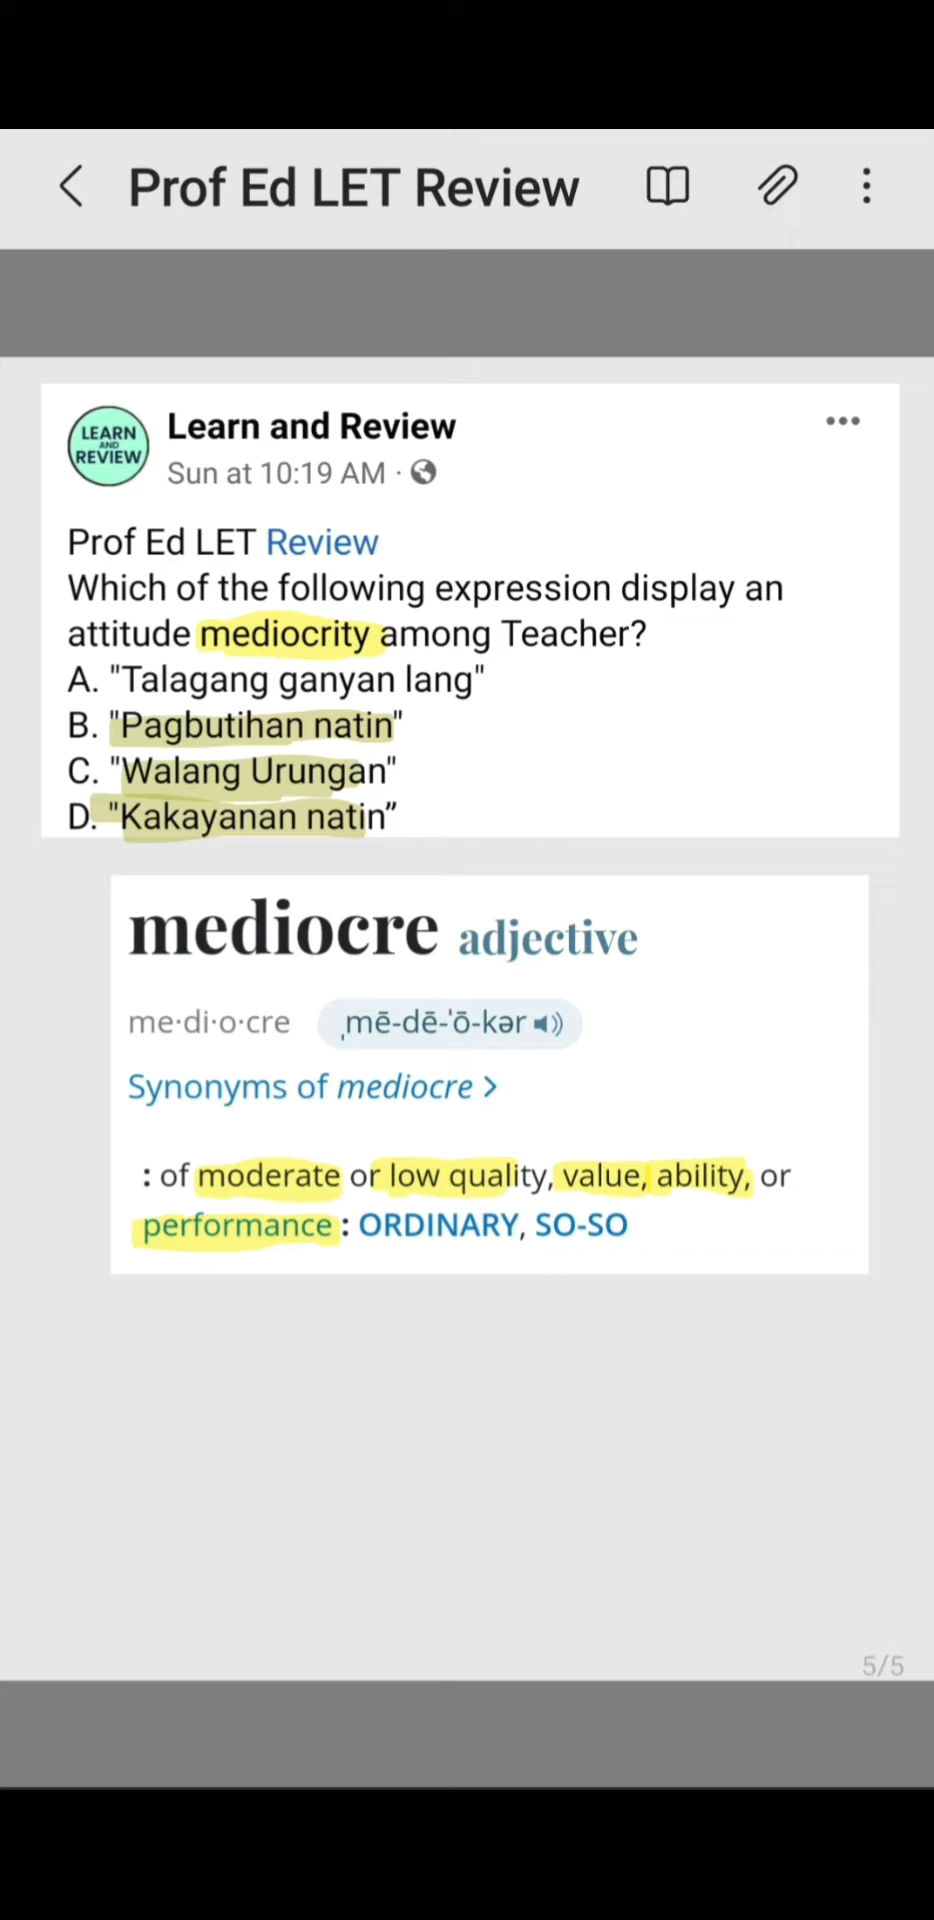 Prof Ed LET Review
LEARN
AND
REVIEW
Learn and Review
Sun at 10:19 AM ·
Prof Ed LET Review
Which of the following expression display an
attitude mediocrity among Teacher?
A. "Talagang ganyan lang"
B. "Pagbutihan natin"
C. "Walang Urungan"
D. "Kakayanan natin”
mediocre adjective
me·di·o·cre ˌmē-dē-ˈō-kər
Synonyms of mediocre >
: of moderate or low quality, value, ability, or
performance : ORDINARY, SO-SO
5/5